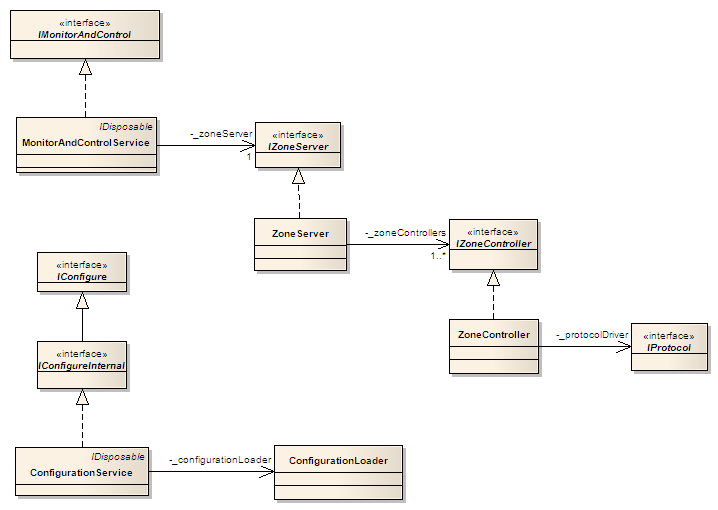 «interface»
IMonitorAndControl
IDisposable
MonitorAndControlService
-_zoneServer
1
«interface»
IZoneServer
ZoneServer
-_zoneControllers
1..*
«interface»
IZoneController
«interface»
IConfigure
ZoneController
-_protocolDriver
«interface»
IProtocol
«interface»
IConfigureInternal
IDisposable
ConfigurationService
-_configurationLoader
ConfigurationLoader